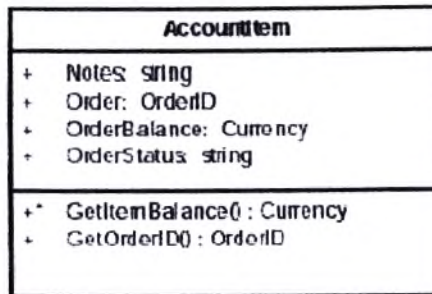 AccountItem
+ Notes: string
+ Order: OrderID
+ OrderBalance: Currency
+ OrderStatus: string
+* GetItemBalance() : Currency
+ GetOrderID() : OrderID